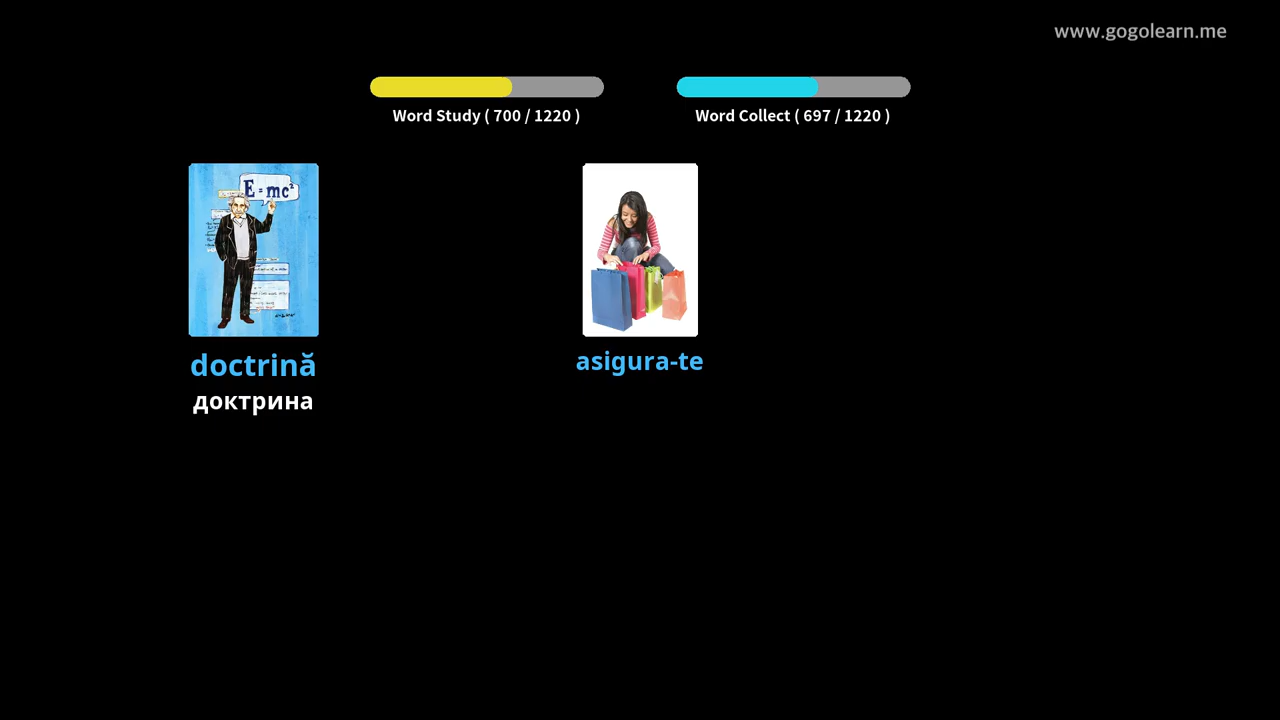 www.gogolearn.me
Word Study ( 700 / 1220 )
Word Collect ( 697 / 1220 )
E = mc²
doctrină
доктрина
asigura-te